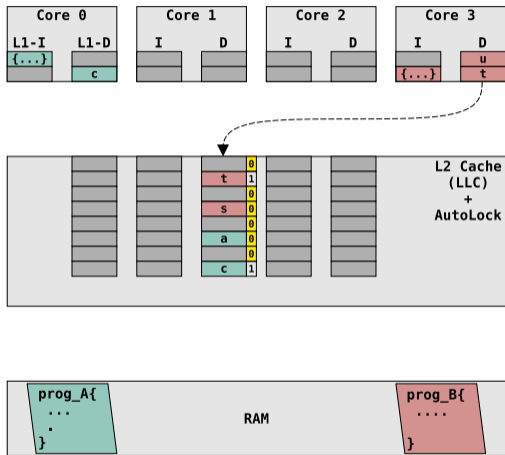 Core 0 Core 1 Core 2 Core 3
L1-I L1-D I D I D I D
{...} u
c {...} t
L2 Cache
(LLC)
+
AutoLock
0
t 1
0
s 0
0
a 0
0
c 1
prog_A{
...
.
}
RAM
prog_B{
....
}